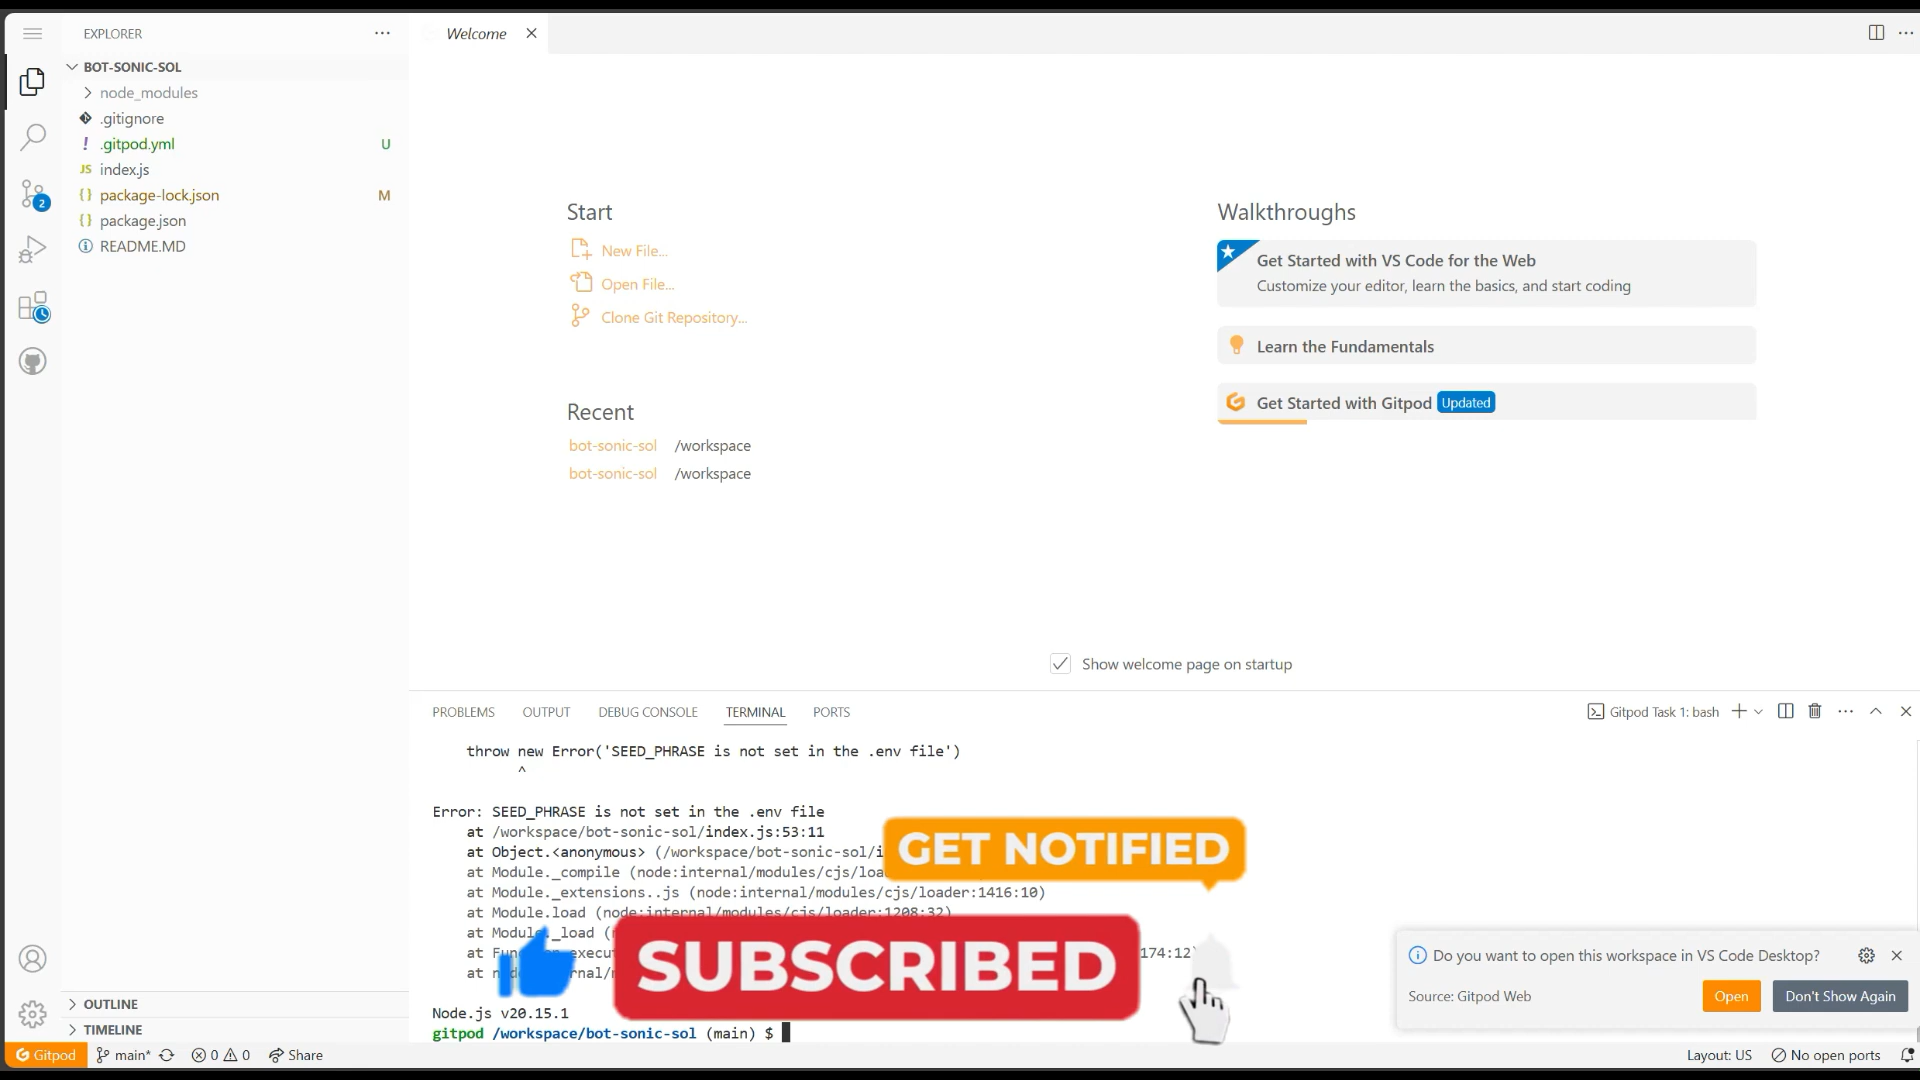 EXPLORER
BOT-SONIC-SOL
node_modules
.gitignore
! .gitpod.yml U
JS index.js
{} package-lock.json M
{} package.json
README.MD
2
OUTLINE
TIMELINE
Welcome
Start
New File...
Open File...
Clone Git Repository...
Recent
bot-sonic-sol /workspace
bot-sonic-sol /workspace
Walkthroughs
Get Started with VS Code for the Web
Customize your editor, learn the basics, and start coding
Learn the Fundamentals
Get Started with Gitpod Updated
Show welcome page on startup
PROBLEMS OUTPUT DEBUG CONSOLE TERMINAL PORTS
Gitpod Task 1: bash
throw new Error('SEED_PHRASE is not set in the .env file')
^
Error: SEED_PHRASE is not set in the .env file
at /workspace/bot-sonic-sol/index.js:53:11
at Object.<anonymous> (/workspace/bot-sonic-sol/i
at Module._compile (node:internal/modules/cjs/loa
at Module._extensions..js (node:internal/modules/cjs/loader:1416:10)
at Module.load (node:internal/modules/cjs/loader:1208:32)
at Module._load (
at 174:12)
at
Node.js v20.15.1
gitpod /workspace/bot-sonic-sol (main) $
GET NOTIFIED
SUBSCRIBED
Do you want to open this workspace in VS Code Desktop?
Source: Gitpod Web
Open
Don't Show Again
Gitpod main* 0 0 Share
Layout: US No open ports